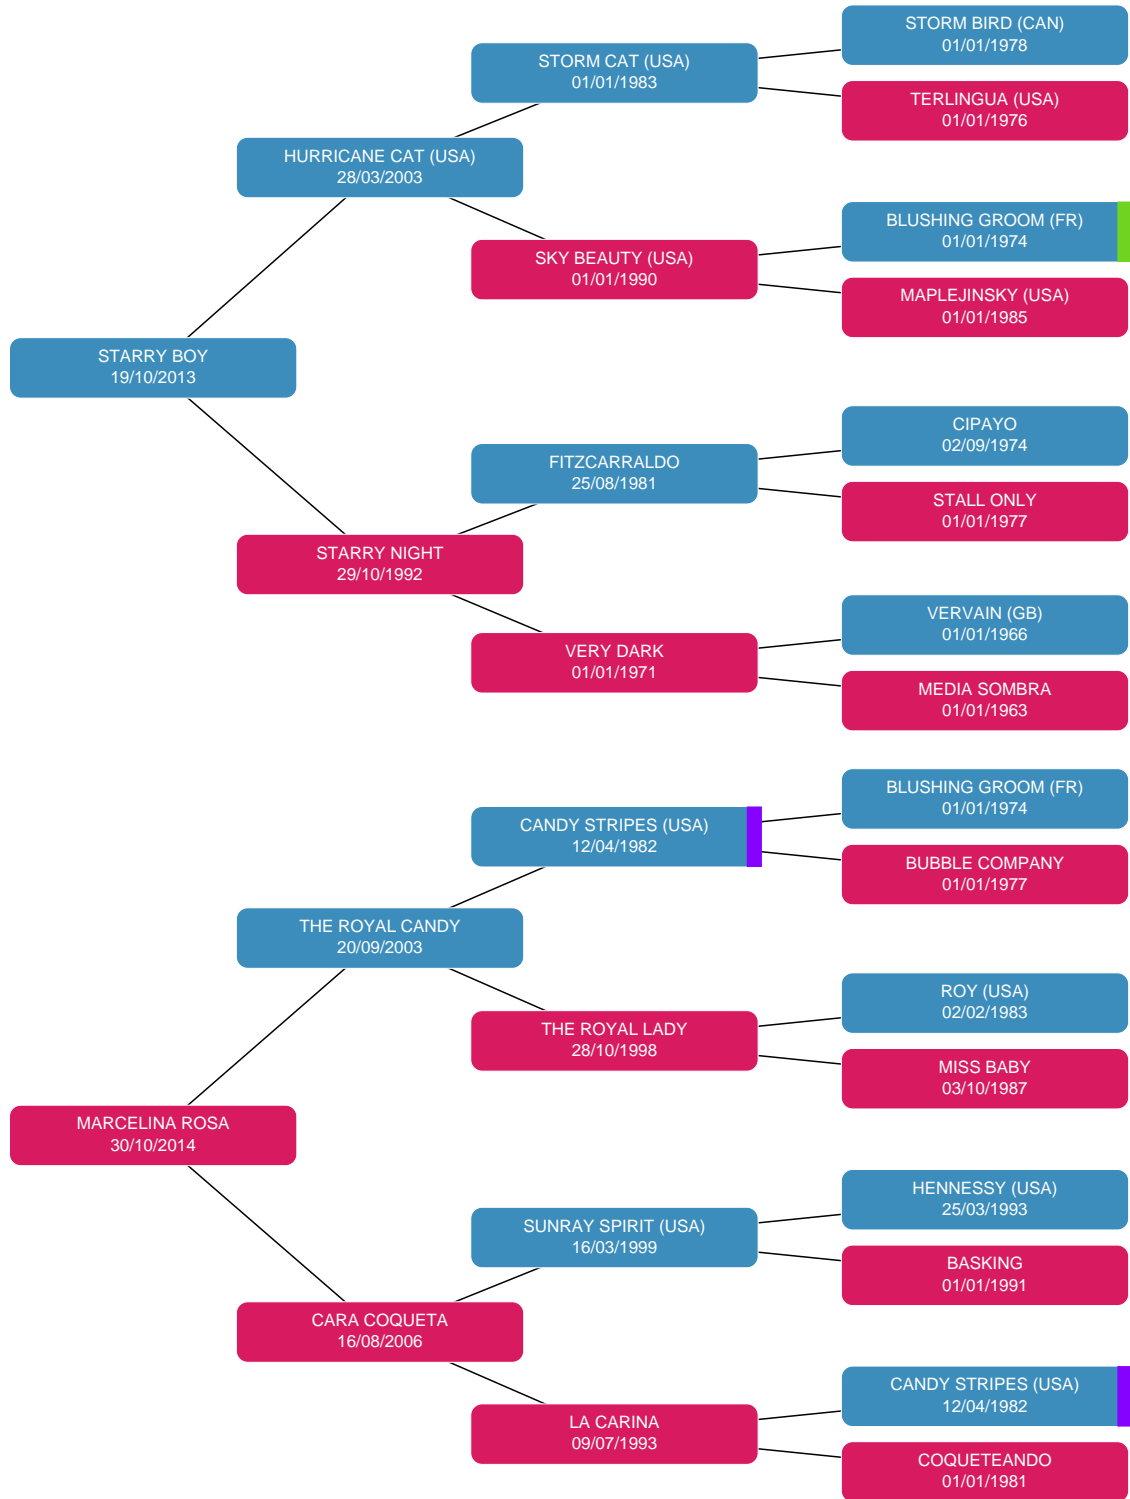 STORM BIRD (CAN)
01/01/1978
STORM CAT (USA)
01/01/1983
TERLINGUA (USA)
01/01/1976
HURRICANE CAT (USA)
28/03/2003
BLUSHING GROOM (FR)
01/01/1974
SKY BEAUTY (USA)
01/01/1990
MAPLEJINSKY (USA)
01/01/1985
STARRY BOY
19/10/2013
CIPAYO
02/09/1974
FITZCARRALDO
25/08/1981
STALL ONLY
01/01/1977
STARRY NIGHT
29/10/1992
VERVAIN (GB)
01/01/1966
VERY DARK
01/01/1971
MEDIA SOMBRA
01/01/1963
BLUSHING GROOM (FR)
01/01/1974
CANDY STRIPES (USA)
12/04/1982
BUBBLE COMPANY
01/01/1977
THE ROYAL CANDY
20/09/2003
ROY (USA)
02/02/1983
THE ROYAL LADY
28/10/1998
MISS BABY
03/10/1987
MARCELINA ROSA
30/10/2014
HENNESSY (USA)
25/03/1993
SUNRAY SPIRIT (USA)
16/03/1999
BASKING
01/01/1991
CARA COQUETA
16/08/2006
CANDY STRIPES (USA)
12/04/1982
LA CARINA
09/07/1993
COQUETEANDO
01/01/1981